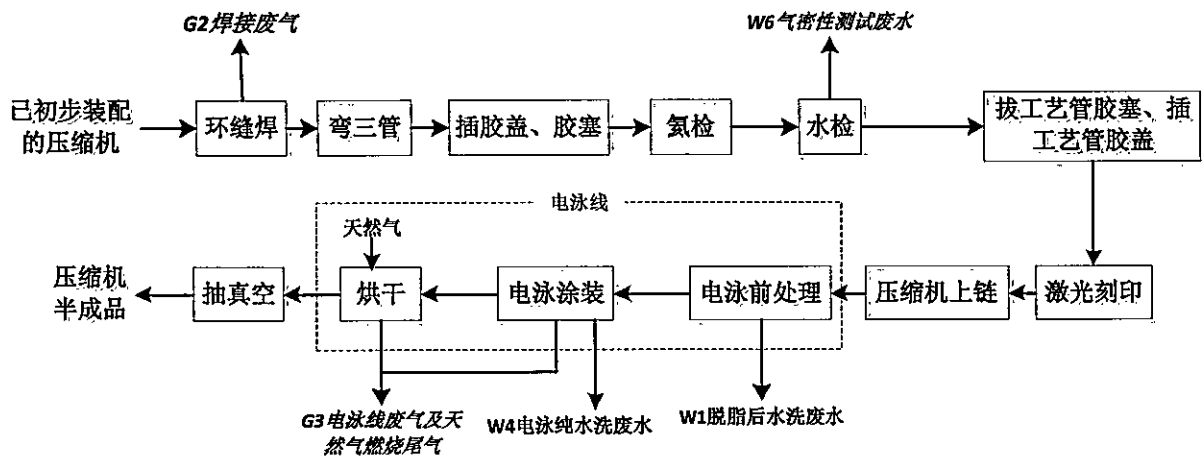 G2焊接废气
W6气密性测试废水
已初步装配
的压缩机
环缝焊
弯三管
插胶盖、胶塞
氦检
水检
拔工艺管胶塞、插
工艺管胶盖
电泳线
天然气
压缩机
半成品
抽真空
烘干
电泳涂装
电泳前处理
压缩机上链
激光刻印
G3电泳线废气及天
然气燃烧尾气
W4电泳纯水洗废水
W1脱脂后水洗废水